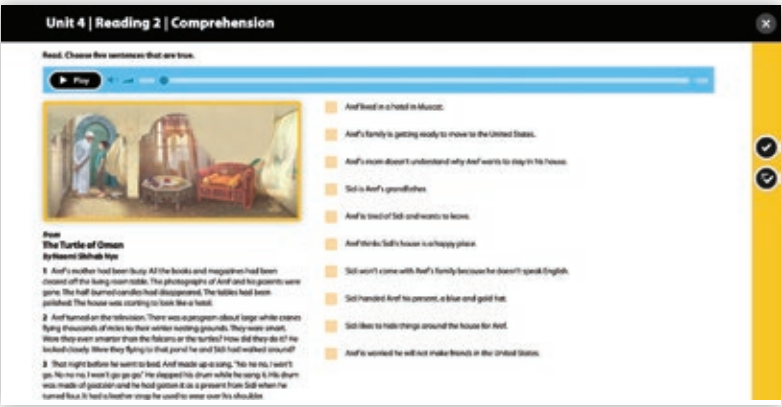 Unit 4 | Reading 2 | Comprehension
Read. Choose five sentences that are true.
Play
Aref lived in a hotel in Muscat.
Aref's family is getting ready to move to the United States.
Aref's mom doesn't understand why Aref wants to stay in his house.
Sidi is Aref's grandfather.
Aref is tired of Sidi and wants to leave.
Aref thinks Sidi's house is a happy place.
Sidi won't come with Aref's family because he doesn't speak English.
Sidi handed Aref his present, a blue and gold hat.
Sidi likes to hide things around the house for Aref.
Aref is worried he will not make friends in the United States.
From
The Turtle of Oman
By Naomi Shihab Nye
1 Aref's mother had been busy. All the books and magazines had been
cleared off the living room table. The photographs of Aref and his parents were
gone. The half-burned candles had disappeared. The tables had been
polished. The house was starting to look like a hotel.
2 Aref turned on the television. There was a program about large white cranes
flying thousands of miles to their winter nesting grounds. They were smart.
Were they even smarter than the falcons or the turtles? How did they do it? He
looked closely. Were they flying to that pond he and Sidi had walked around?
3 That night before he went to bed, Aref made up a song. "No no no, I won't
go. No no no, I won't go go go." He slapped his drum while he sang it. His drum
was made of goatskin and he had gotten it as a present from Sidi when he
turned four. It had a leather strap he used to wear over his shoulder.